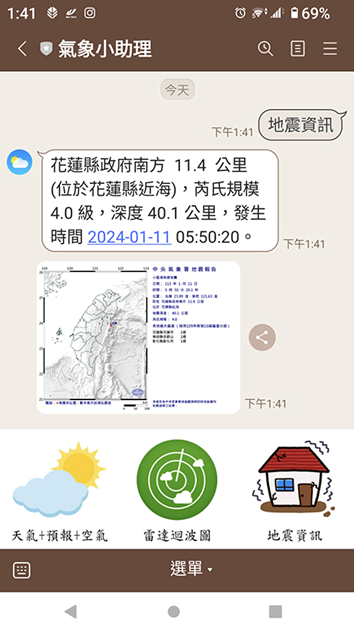 1:41
69%
氣象小助理
今天
地震資訊
下午1:41
花蓮縣政府南方 11.4 公里
(位於花蓮縣近海)，芮氏規模
4.0 級，深度 40.1 公里，發生
時間 2024-01-11 05:50:20。
下午1:41
中央氣象署地震報告
下午1:41
天氣+預報+空氣
雷達迴波圖
地震資訊
選單